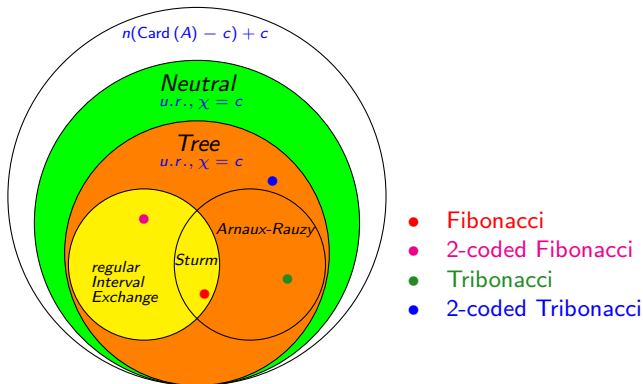 n(Card (A) − c) + c
Neutral
u.r., χ = c
Tree
u.r., χ = c
Arnaux-Rauzy
Sturm
regular
Interval
Exchange
Fibonacci
2-coded Fibonacci
Tribonacci
2-coded Tribonacci